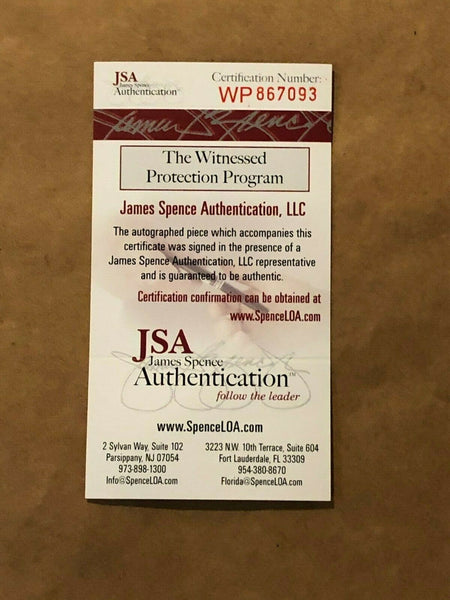 JSA
James Spence
Authentication
Certification Number:
WP 867093
James Spence
The Witnessed
Protection Program
James Spence Authentication, LLC
The autographed piece which accompanies this
certificate was signed in the presence of a
James Spence Authentication, LLC representative
and is guaranteed to be authentic.
Certification confirmation can be obtained at
www.SpenceLOA.com
JSA
James Spence
Authentication™
follow the leader
www.SpenceLOA.com
2 Sylvan Way, Suite 102
Parsippany, NJ 07054
973-898-1300
Info@SpenceLOA.com
3223 N.W. 10th Terrace, Suite 604
Fort Lauderdale, FL 33309
954-380-8670
Florida@SpenceLOA.com